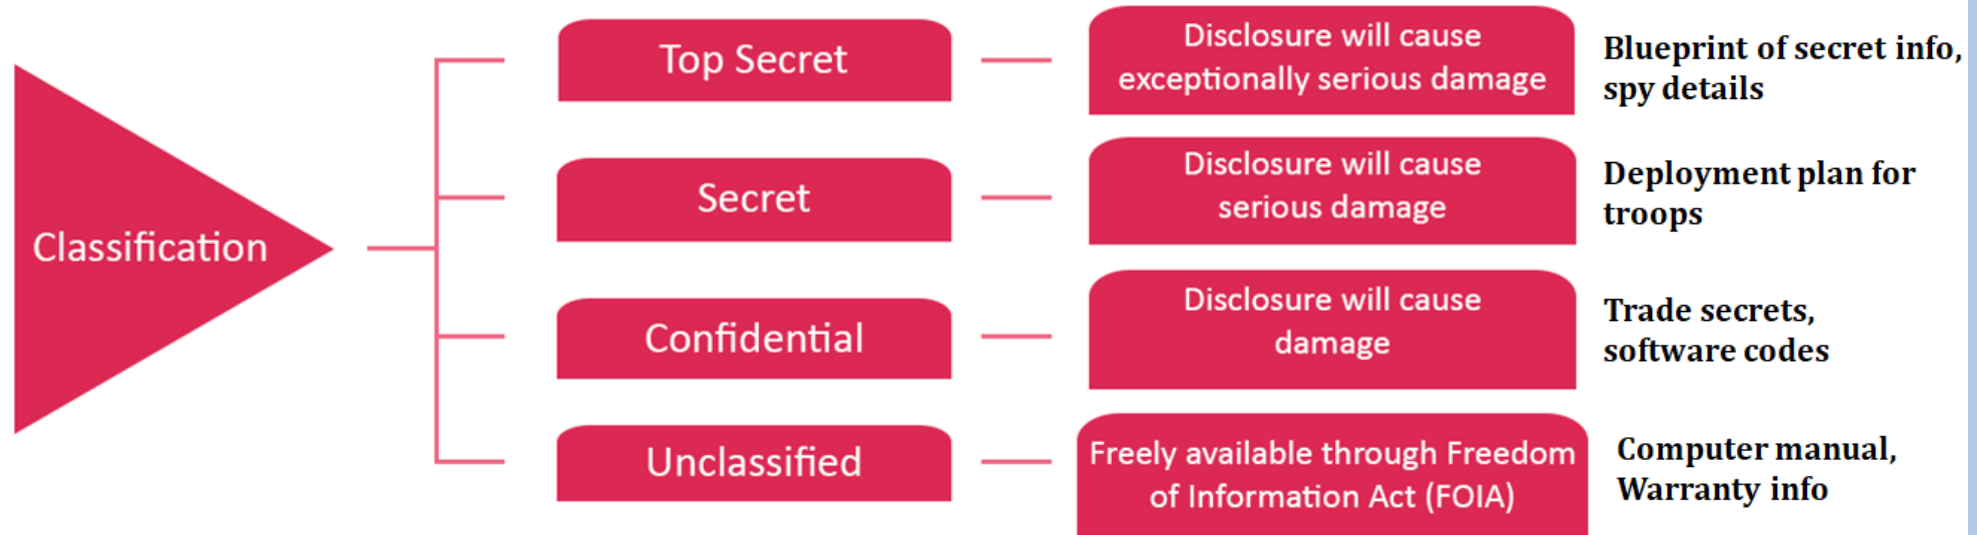 Classification
Top Secret
Disclosure will cause
exceptionally serious damage
Blueprint of secret info,
spy details
Secret
Disclosure will cause
serious damage
Deployment plan for
troops
Confidential
Disclosure will cause
damage
Trade secrets,
software codes
Unclassified
Freely available through Freedom
of Information Act (FOIA)
Computer manual,
Warranty info